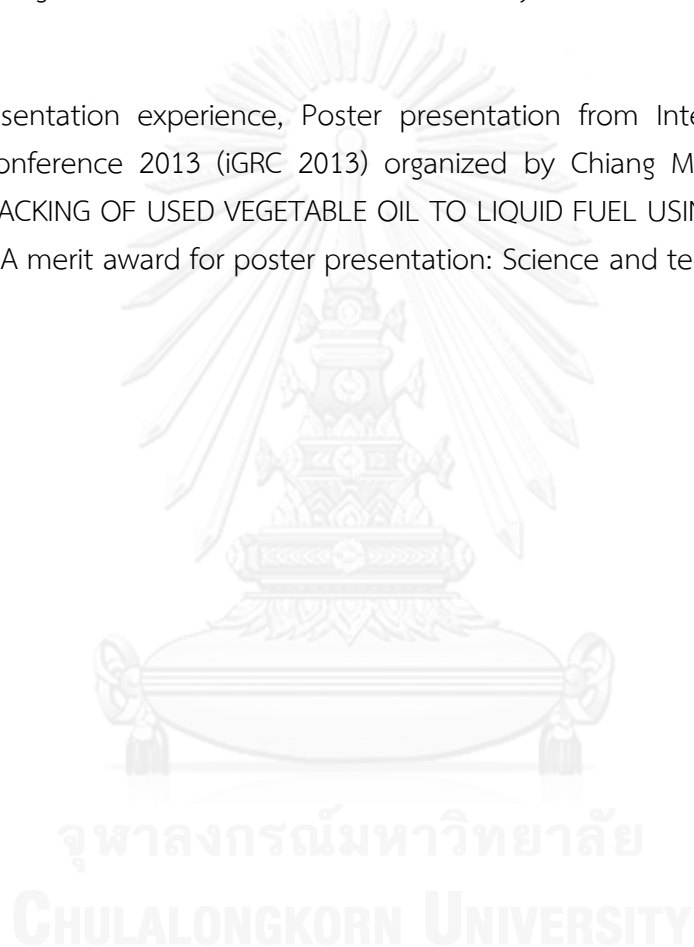 sentation experience, Poster presentation from Inte
onference 2013 (iGRC 2013) organized by Chiang M
ACKING OF USED VEGETABLE OIL TO LIQUID FUEL USIN
A merit award for poster presentation: Science and te
จุฬาลงกรณ์มหาวิทยาลัย
CHULALONGKORN UNIVERSITY